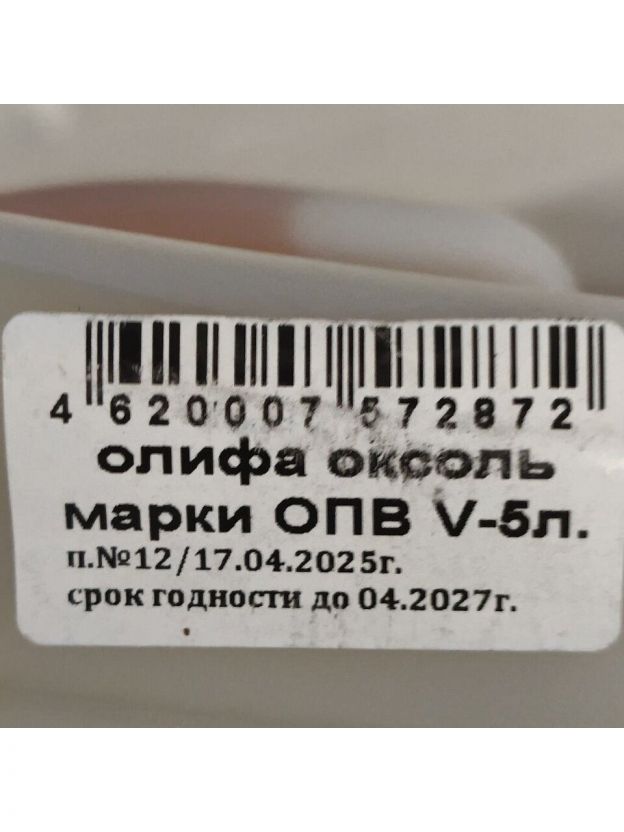 4 620007 572872
олифа оксоль
марки ОПВ V-5л.
п.№12/17.04.2025г.
срок годности до 04.2027г.